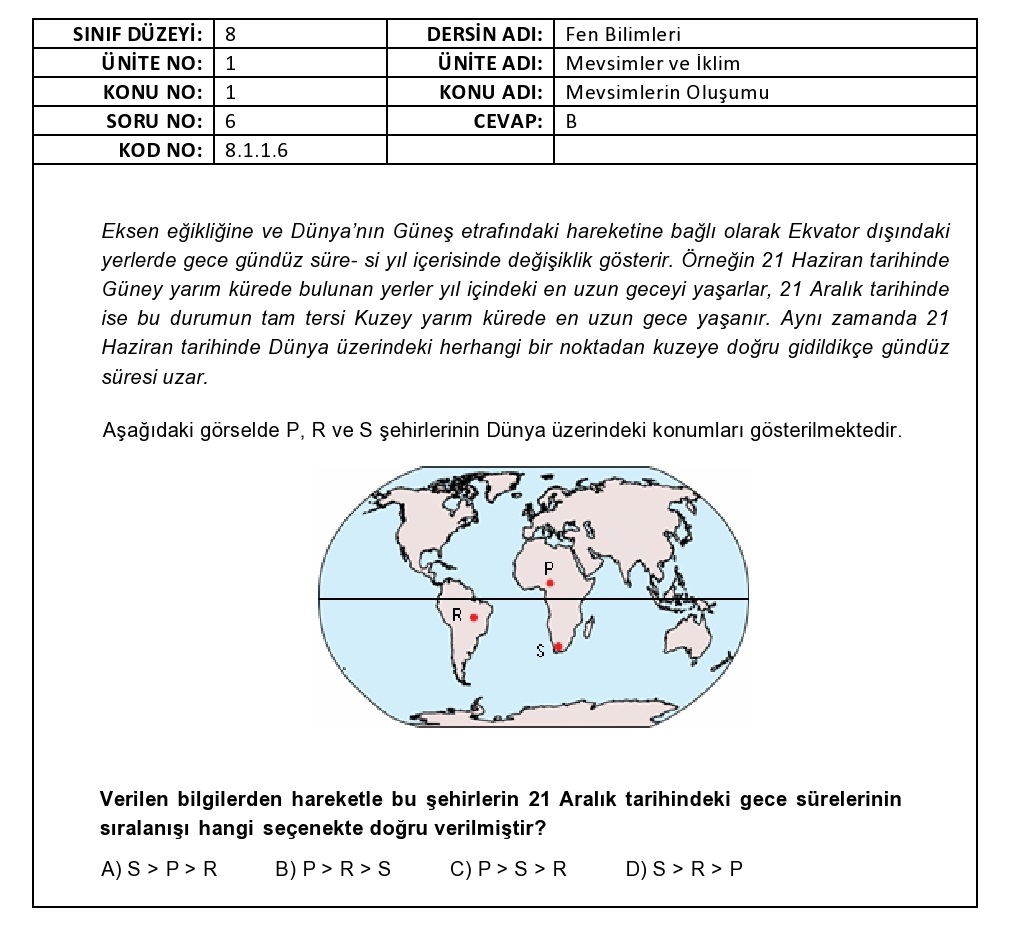 SINIF DÜZEYİ: 8 DERSİN ADI: Fen Bilimleri
ÜNİTE NO: 1 ÜNİTE ADI: Mevsimler ve İklim
KONU NO: 1 KONU ADI: Mevsimlerin Oluşumu
SORU NO: 6 CEVAP: B
KOD NO: 8.1.1.6
Eksen eğikliğine ve Dünya’nın Güneş etrafındaki hareketine bağlı olarak Ekvator dışındaki
yerlerde gece gündüz süre- si yıl içerisinde değişiklik gösterir. Örneğin 21 Haziran tarihinde
Güney yarım kürede bulunan yerler yıl içindeki en uzun geceyi yaşarlar, 21 Aralık tarihinde
ise bu durumun tam tersi Kuzey yarım kürede en uzun gece yaşanır. Aynı zamanda 21
Haziran tarihinde Dünya üzerindeki herhangi bir noktadan kuzeye doğru gidildikçe gündüz
süresi uzar.
Aşağıdaki görselde P, R ve S şehirlerinin Dünya üzerindeki konumları gösterilmektedir.
P
R
S
Verilen bilgilerden hareketle bu şehirlerin 21 Aralık tarihindeki gece sürelerinin
sıralanışı hangi seçenekte doğru verilmiştir?
A) S > P > R B) P > R > S C) P > S > R D) S > R > P